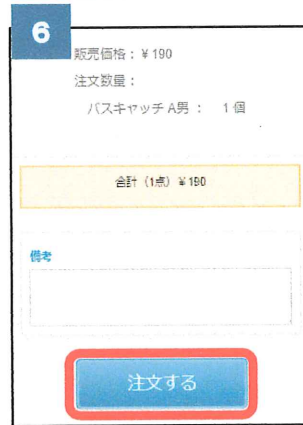 6
販売価格：¥190
注文数量：
バスキャッチA男： 1個
合計（1点）¥190
備考
注文する